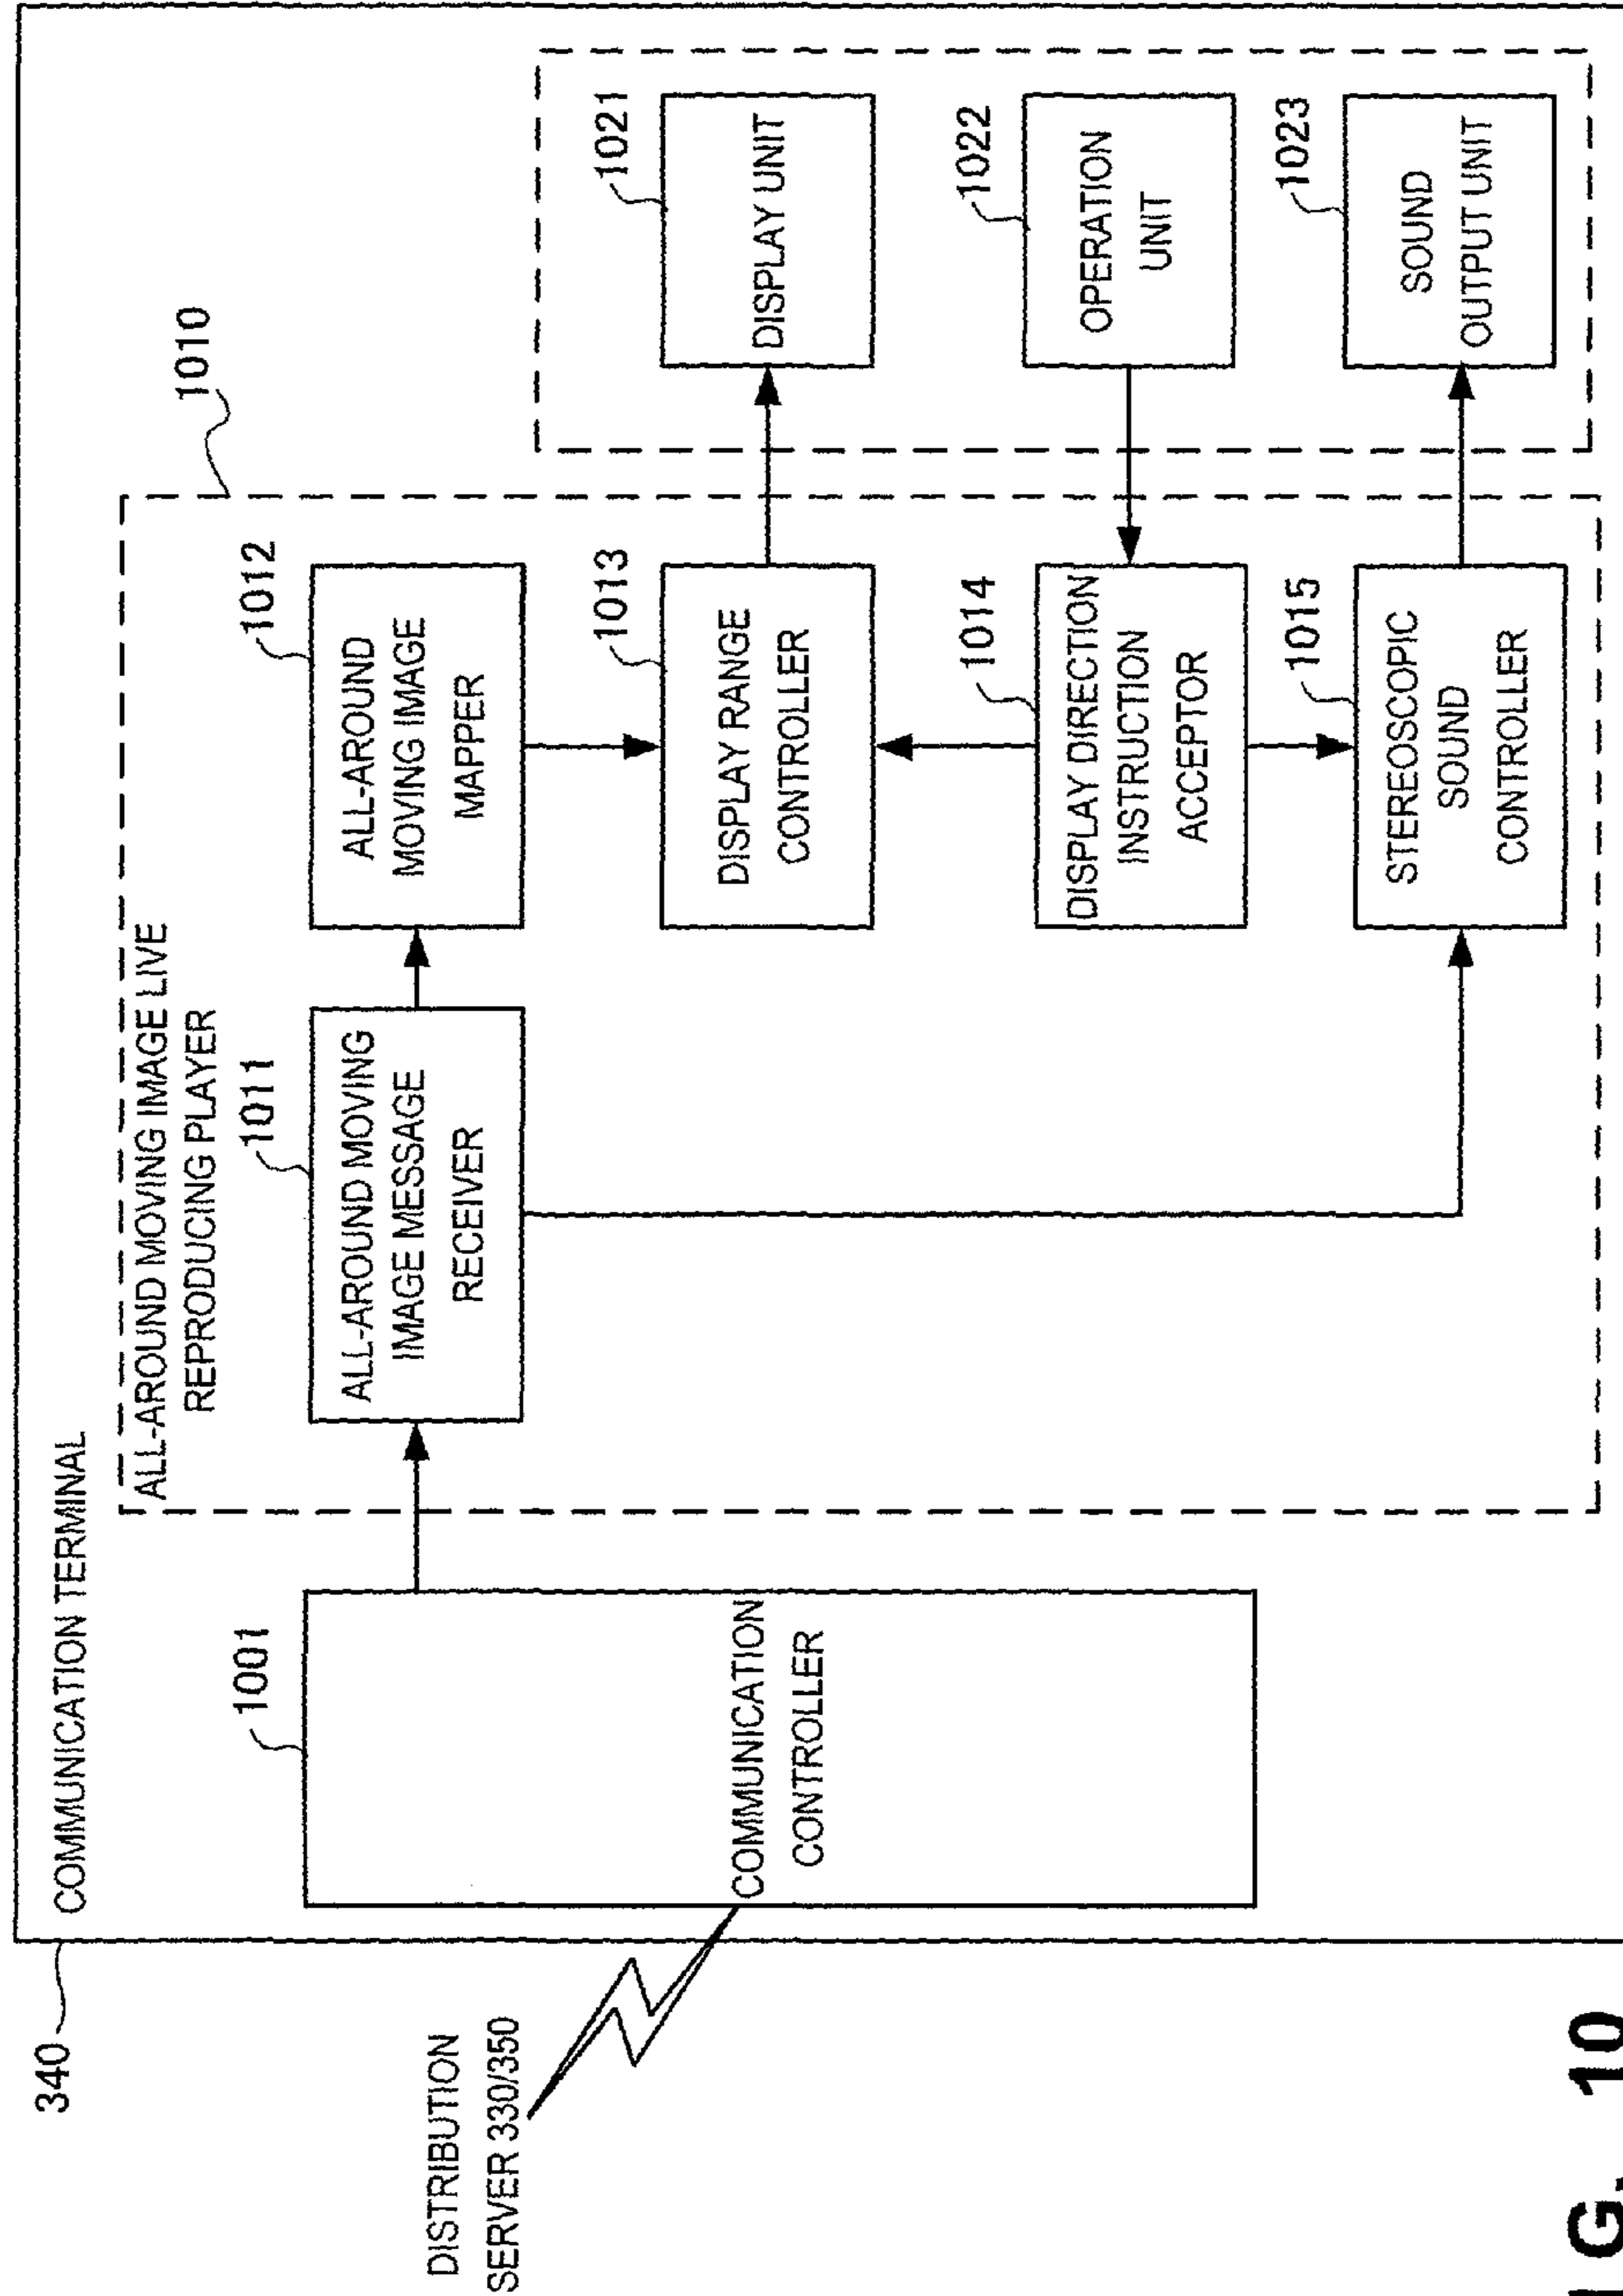 340
COMMUNICATION TERMINAL
DISTRIBUTION
SERVER 330/350
1001
COMMUNICATION
CONTROLLER
ALL-AROUND MOVING IMAGE LIVE
REPRODUCING PLAYER
1010
1011
ALL-AROUND MOVING
IMAGE MESSAGE
RECEIVER
1012
ALL-AROUND
MOVING IMAGE
MAPPER
1013
DISPLAY RANGE
CONTROLLER
1014
DISPLAY DIRECTION
INSTRUCTION
ACCEPTOR
1015
STEREOSCOPIC
SOUND
CONTROLLER
1021
DISPLAY UNIT
1022
OPERATION
UNIT
1023
SOUND
OUTPUT UNIT
IG. 10